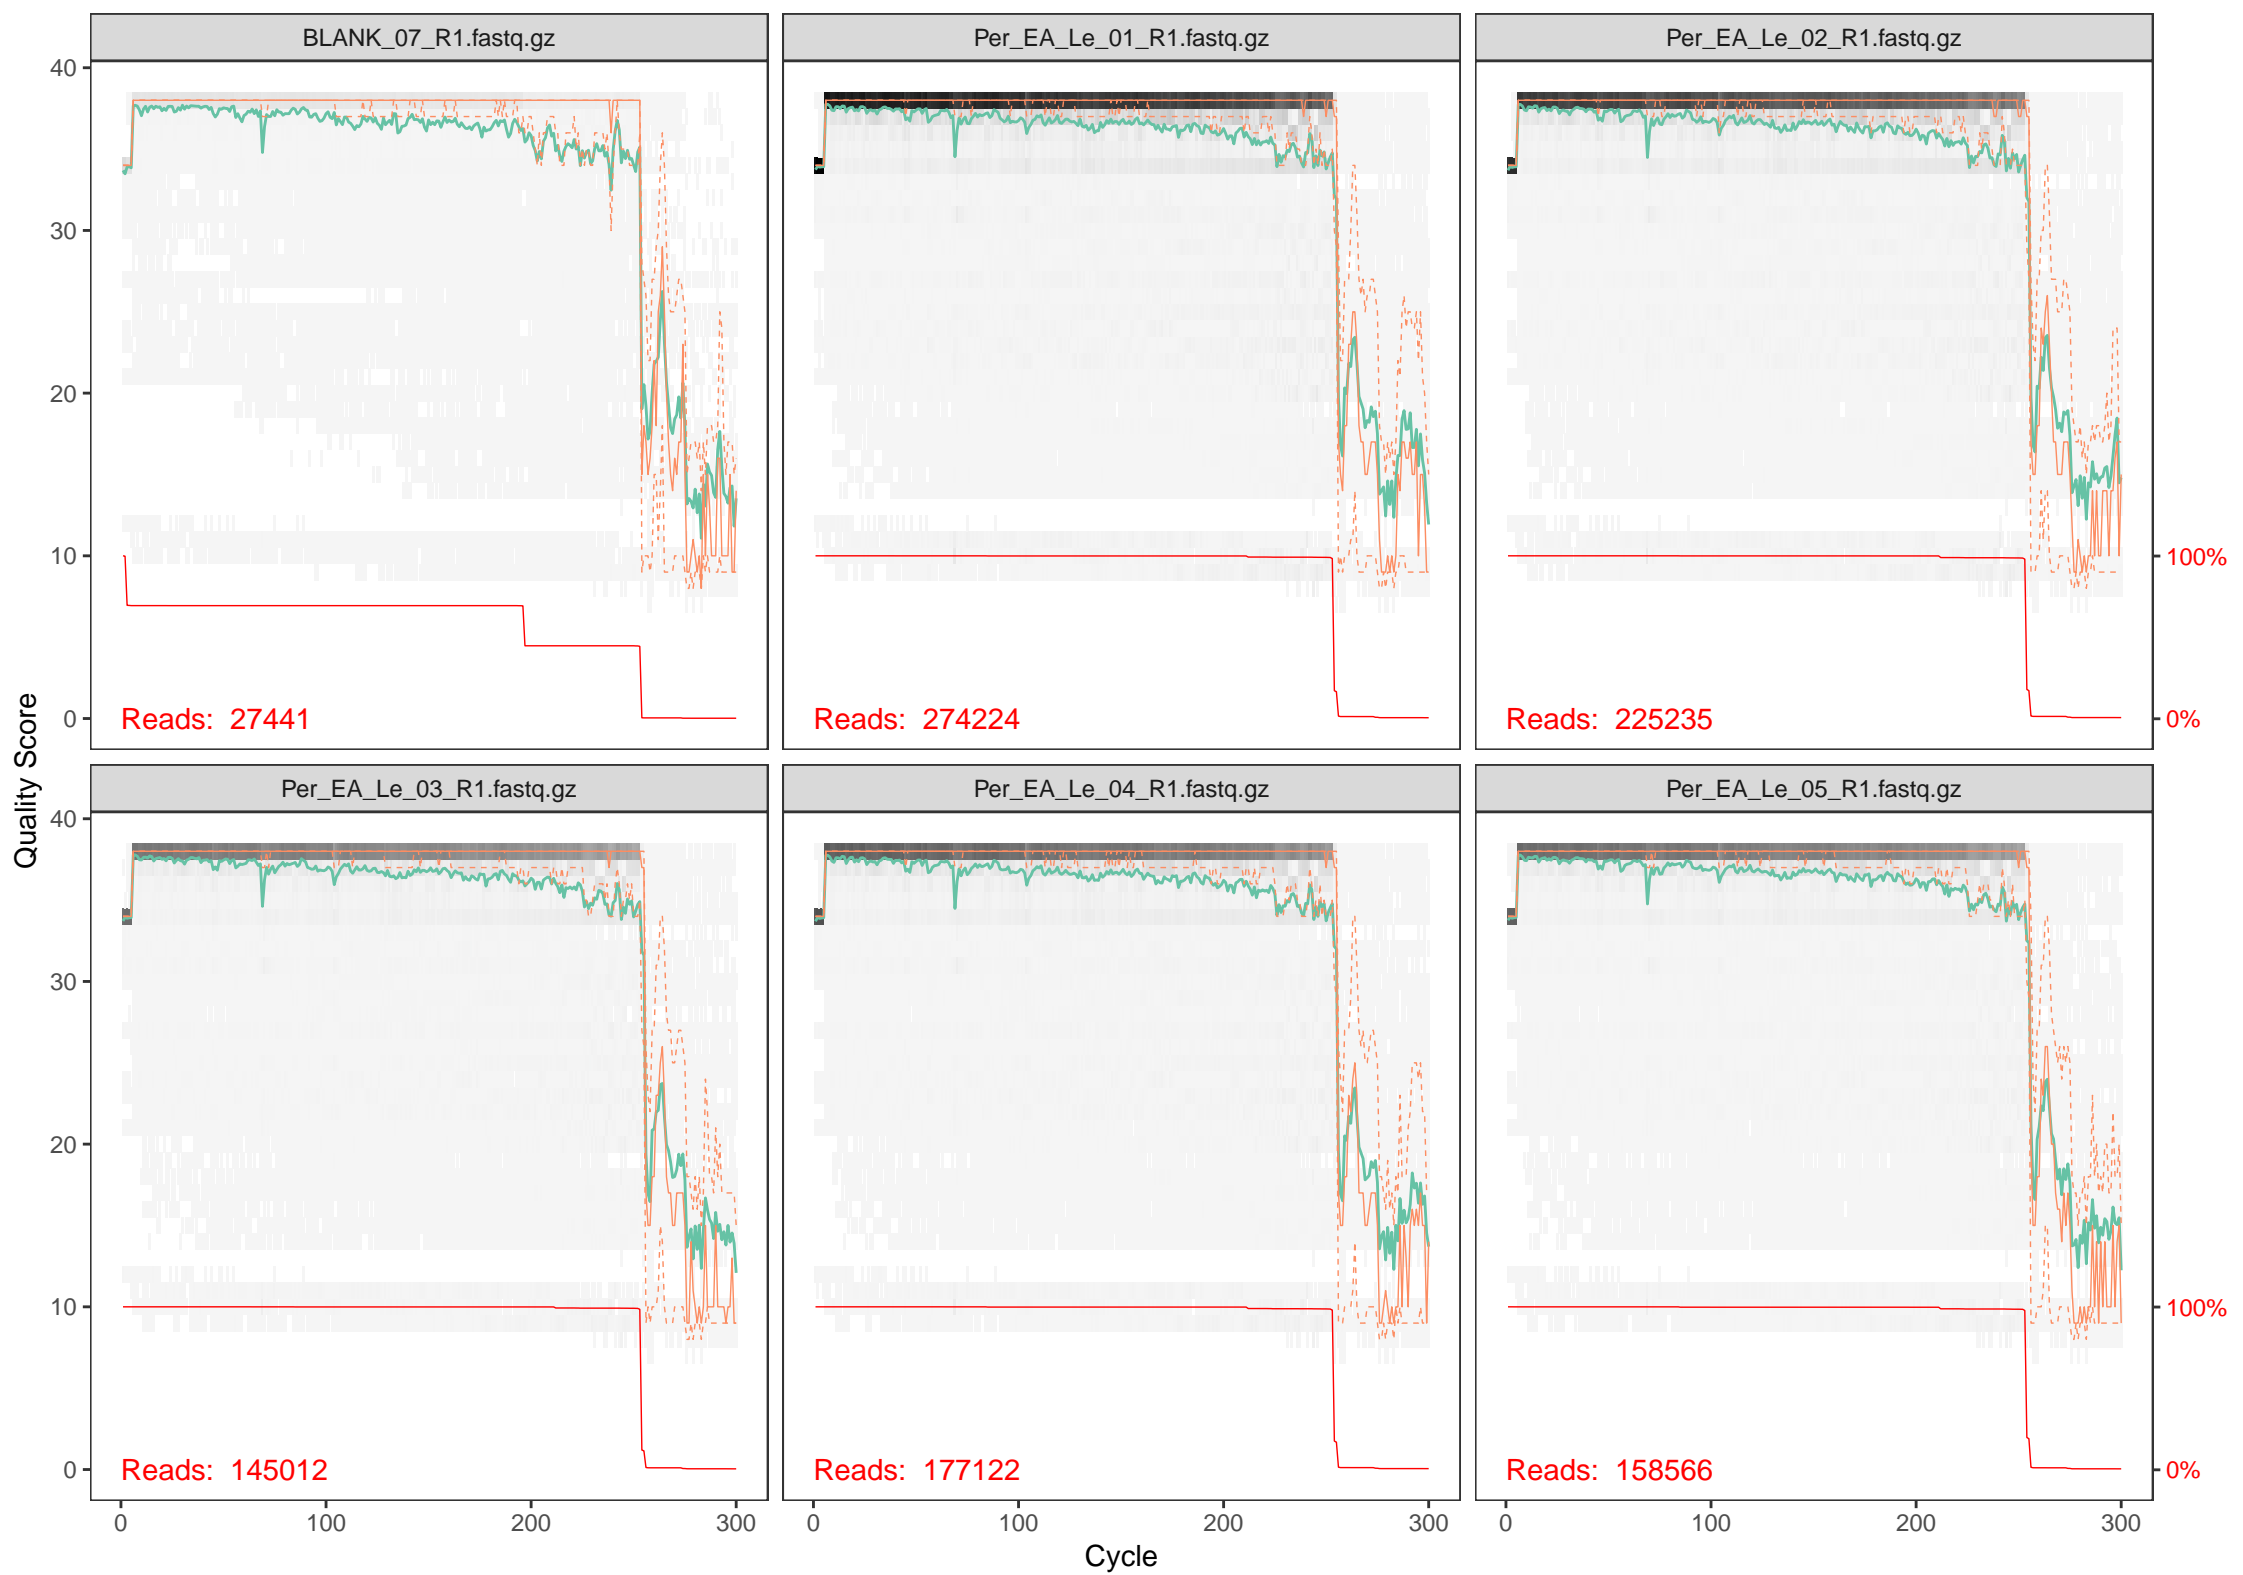 BLANK_07_R1.fastq.gz
Per_EA_Le_01_R1.fastq.gz
Per_EA_Le_02_R1.fastq.gz
40
30
20
10
0
Reads: 27441
Reads: 274224
Reads: 225235
100%
0%
Quality Score
Per_EA_Le_03_R1.fastq.gz
Per_EA_Le_04_R1.fastq.gz
Per_EA_Le_05_R1.fastq.gz
40
30
20
10
0
Reads: 145012
Reads: 177122
Reads: 158566
100%
0%
0 100 200 300
0 100 200 300
0 100 200 300
Cycle